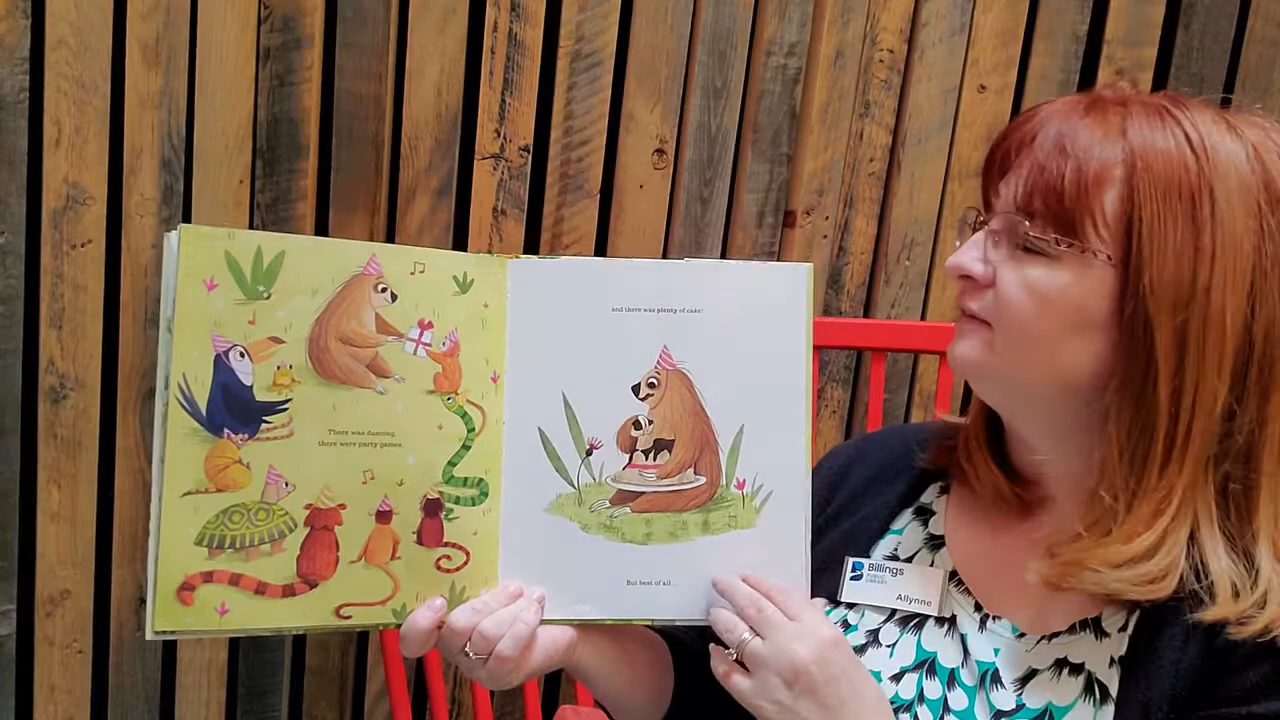 There was dancing,
there were party games,
and there was plenty of cake!
But best of all...
Billings
PUBLIC
LIBRARY
Allynne